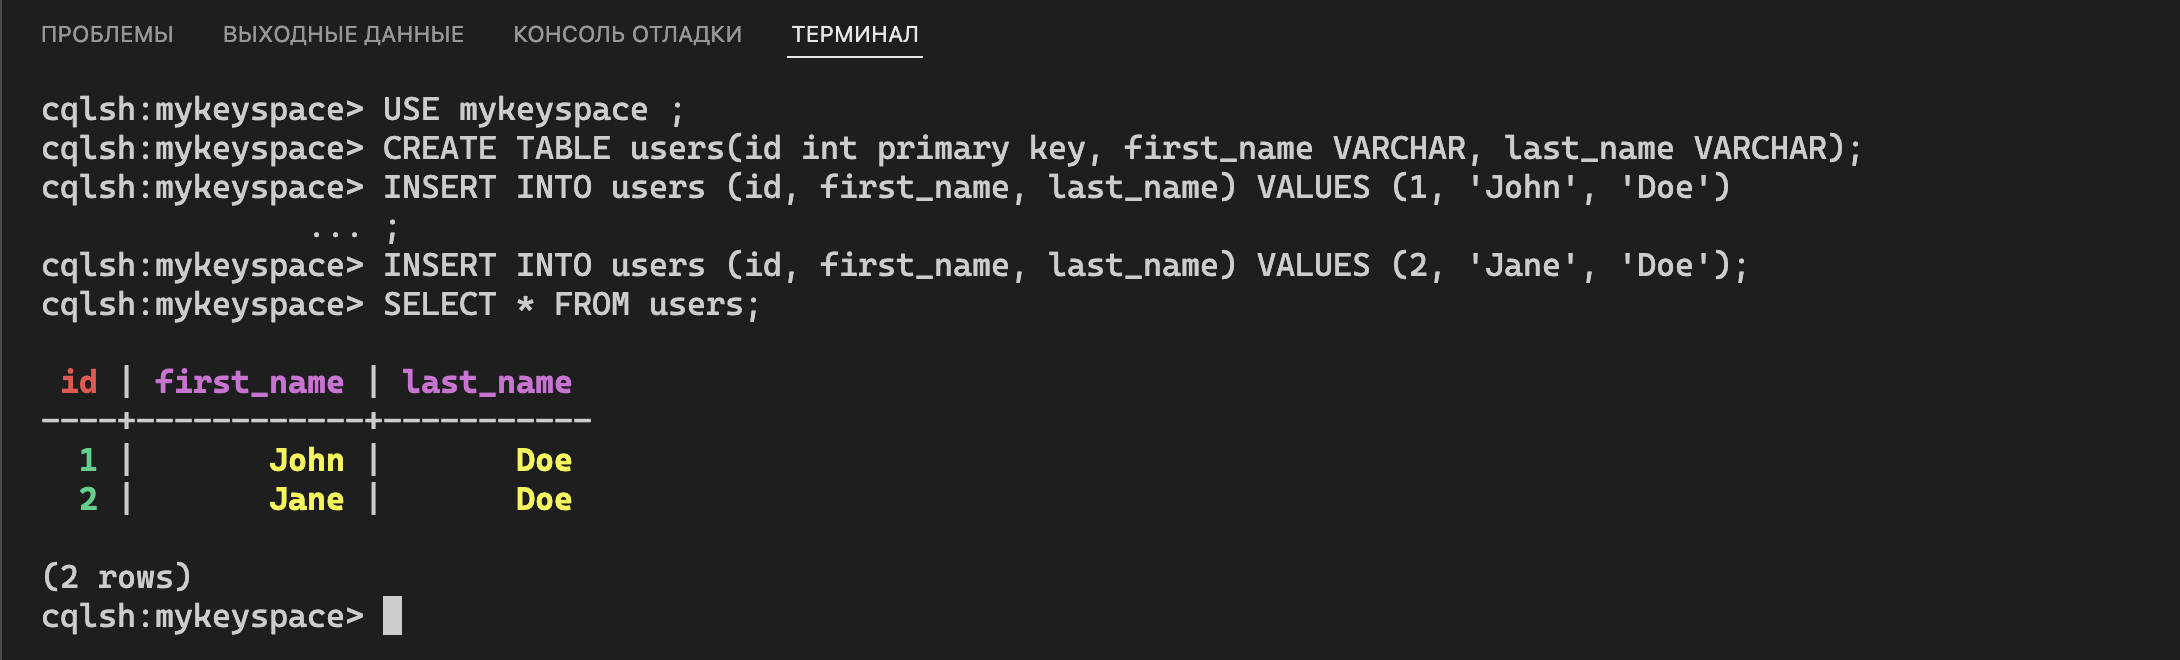 ПРОБЛЕМЫ ВЫХОДНЫЕ ДАННЫЕ КОНСОЛЬ ОТЛАДКИ ТЕРМИНАЛ
cqlsh:mykeyspace> USE mykeyspace ;
cqlsh:mykeyspace> CREATE TABLE users(id int primary key, first_name VARCHAR, last_name VARCHAR);
cqlsh:mykeyspace> INSERT INTO users (id, first_name, last_name) VALUES (1, 'John', 'Doe')
              ... ;
cqlsh:mykeyspace> INSERT INTO users (id, first_name, last_name) VALUES (2, 'Jane', 'Doe');
cqlsh:mykeyspace> SELECT * FROM users;
 id | first_name | last_name
----+------------+-----------
  1 |       John |       Doe
  2 |       Jane |       Doe
(2 rows)
cqlsh:mykeyspace>